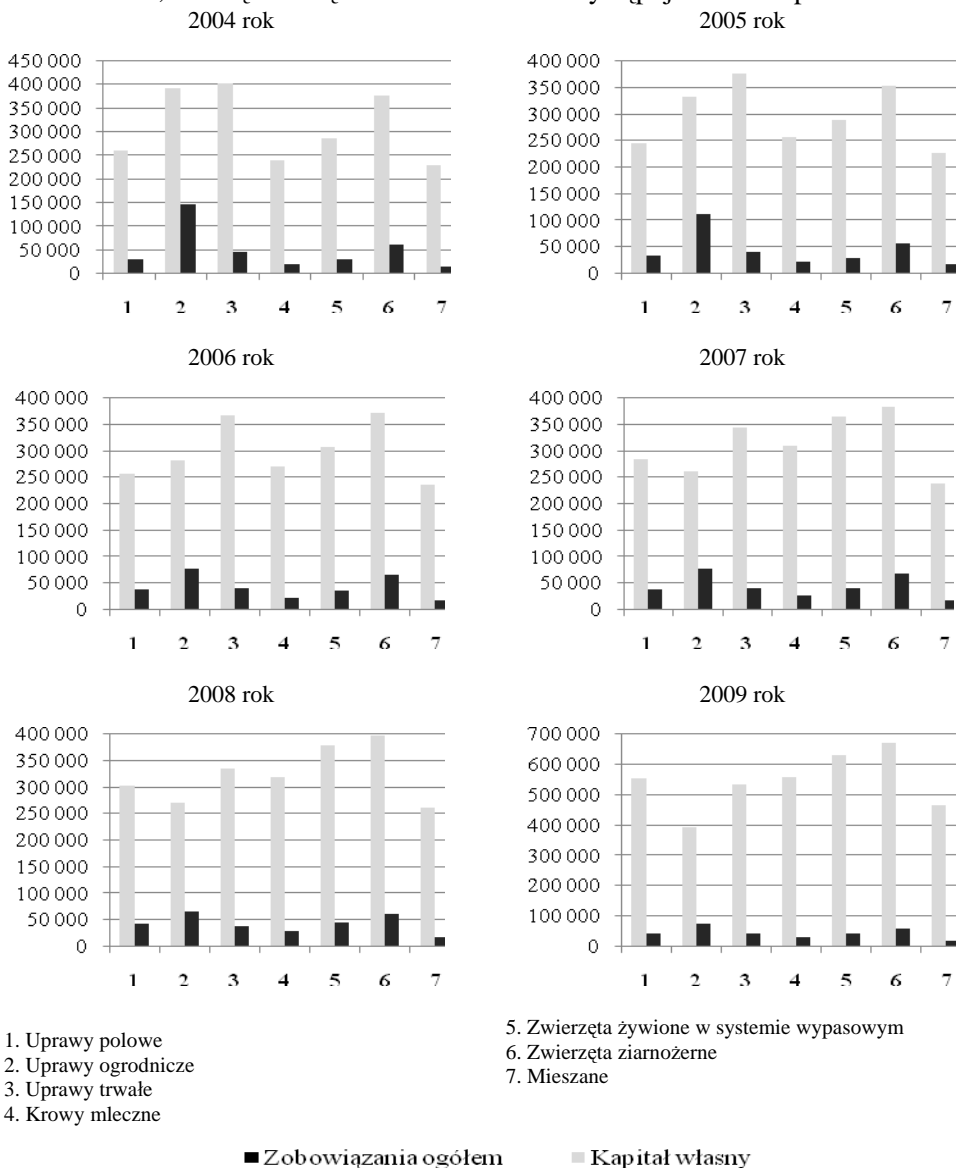 2004 rok
450 000
400 000
350 000
300 000
250 000
200 000
150 000
100 000
50 000
0
1 2 3 4 5 6 7
2005 rok
400 000
350 000
300 000
250 000
200 000
150 000
100 000
50 000
0
1 2 3 4 5 6 7
2006 rok
400 000
350 000
300 000
250 000
200 000
150 000
100 000
50 000
0
1 2 3 4 5 6 7
2007 rok
400 000
350 000
300 000
250 000
200 000
150 000
100 000
50 000
0
1 2 3 4 5 6 7
2008 rok
400 000
350 000
300 000
250 000
200 000
150 000
100 000
50 000
0
1 2 3 4 5 6 7
2009 rok
700 000
600 000
500 000
400 000
300 000
200 000
100 000
0
1 2 3 4 5 6 7
1. Uprawy polowe
2. Uprawy ogrodnicze
3. Uprawy trwałe
4. Krowy mleczne
5. Zwierzęta żywione w systemie wypasowym
6. Zwierzęta ziarnożerne
7. Mieszane
Zobowiązania ogółem Kapitał własny